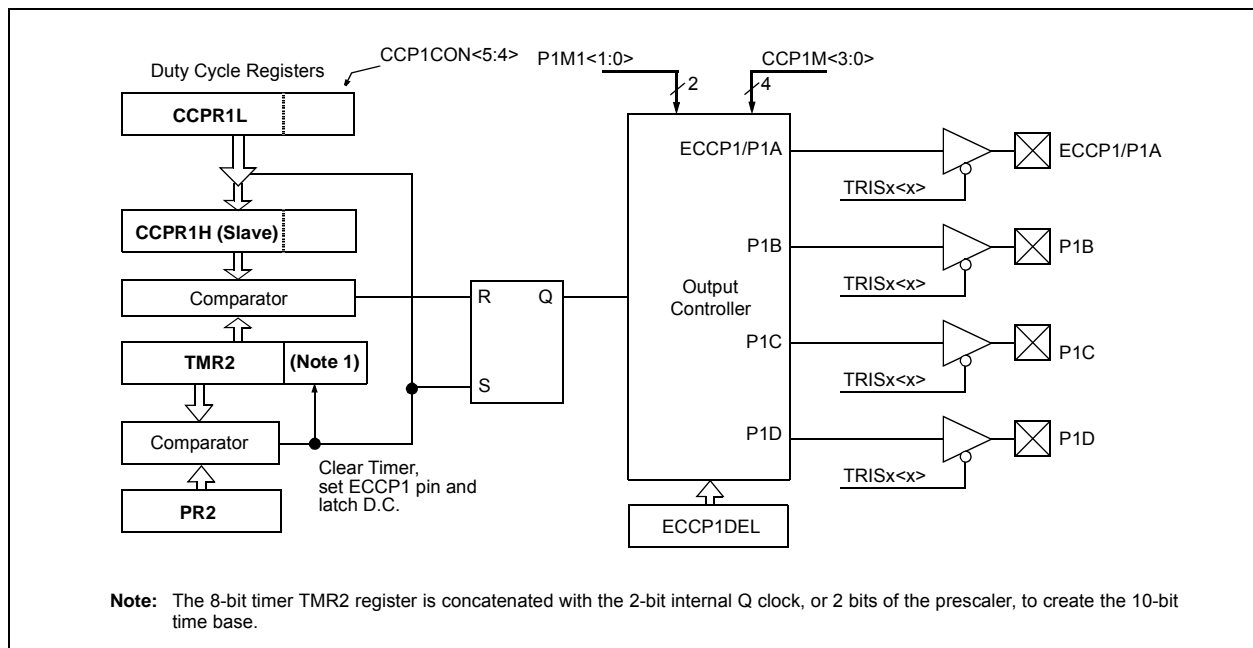 CCP1CON<5:4>
Duty Cycle Registers
CCPR1L
CCPR1H (Slave)
Comparator
TMR2
(Note 1)
Comparator
PR2
Clear Timer,
set ECCP1 pin and
latch D.C.
R
Q
S
P1M1<1:0>
2
CCP1M<3:0>
4
Output
Controller
ECCP1/P1A
P1B
P1C
P1D
ECCP1DEL
TRISx<x>
ECCP1/P1A
TRISx<x>
P1B
TRISx<x>
P1C
TRISx<x>
P1D
Note: The 8-bit timer TMR2 register is concatenated with the 2-bit internal Q clock, or 2 bits of the prescaler, to create the 10-bit
time base.